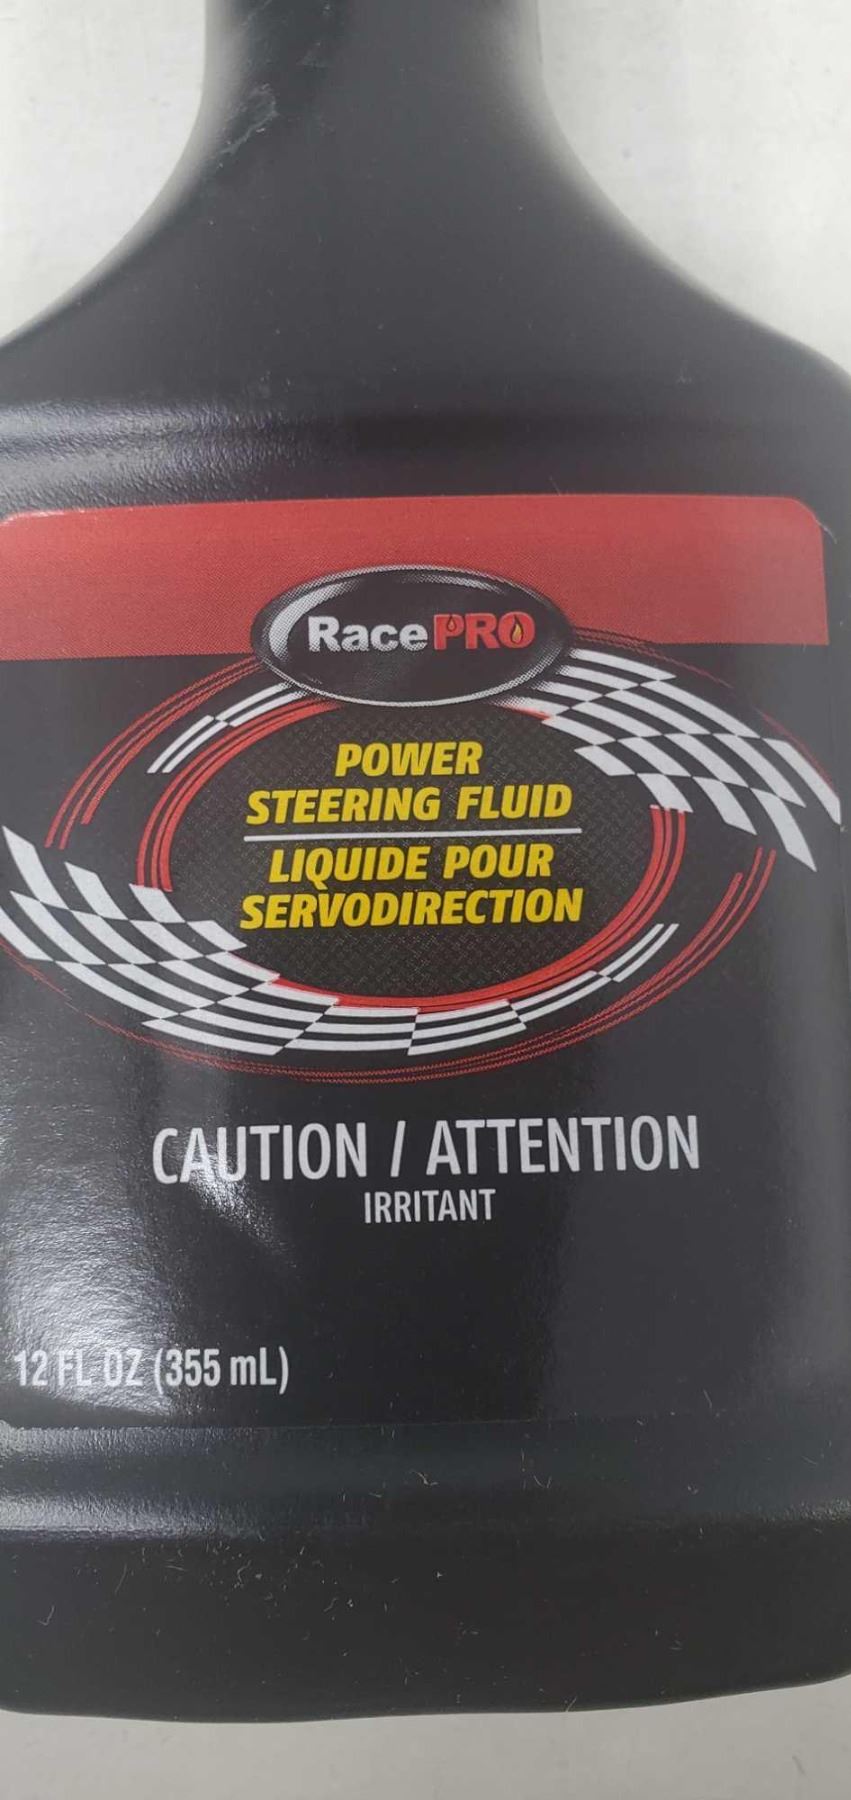 RacePRO
POWER
STEERING FLUID
LIQUIDE POUR
SERVODIRECTION
CAUTION / ATTENTION
IRRITANT
12 FL OZ (355 mL)